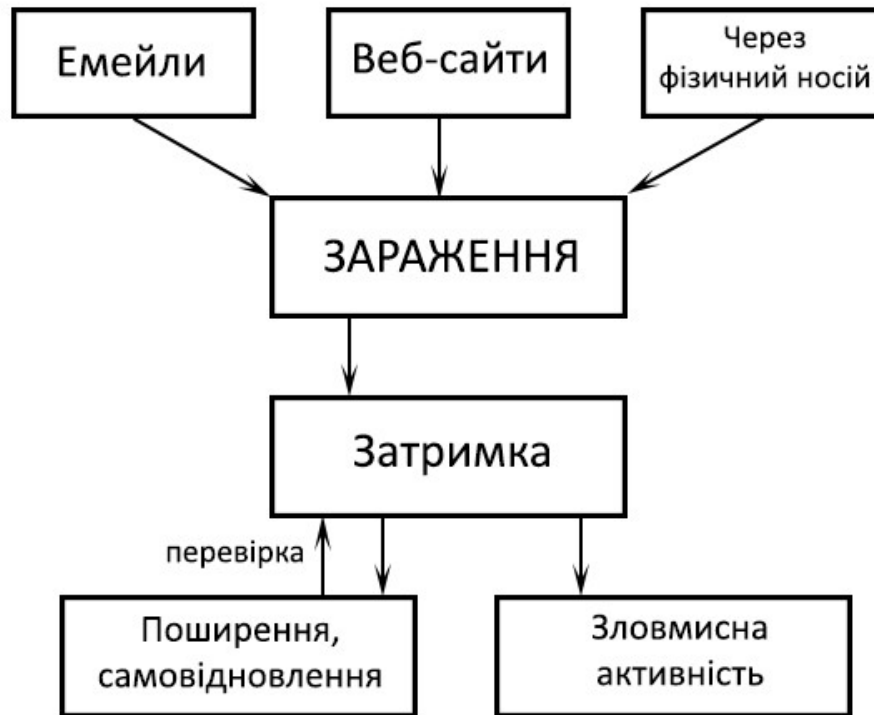 Емейли
Веб-сайти
Через
фізичний носій
ЗАРАЖЕННЯ
Затримка
перевірка
Поширення,
самовідновлення
Зловмисна
активність